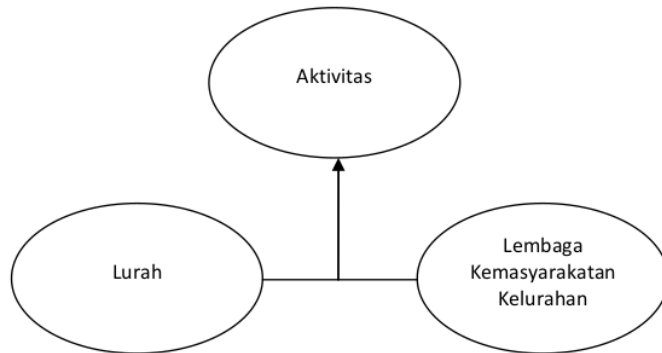 Aktivitas
Lurah
Lembaga
Kemasyarakatan
Kelurahan